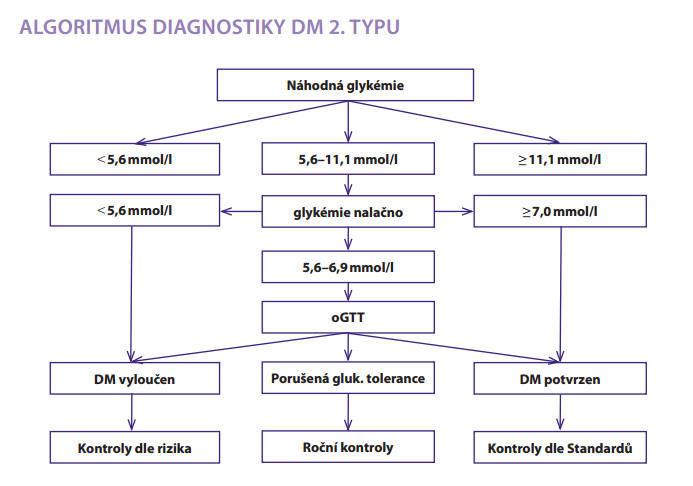 ALGORITMUS DIAGNOSTIKY DM 2. TYPU
Náhodná glykémie
<5,6 mmol/l
5,6–11,1 mmol/l
≥11,1 mmol/l
<5,6 mmol/l
glykémie nalačno
≥7,0 mmol/l
5,6–6,9 mmol/l
oGTT
DM vyloučen
Porušená gluk. tolerance
DM potvrzen
Kontroly dle rizika
Roční kontroly
Kontroly dle Standardů